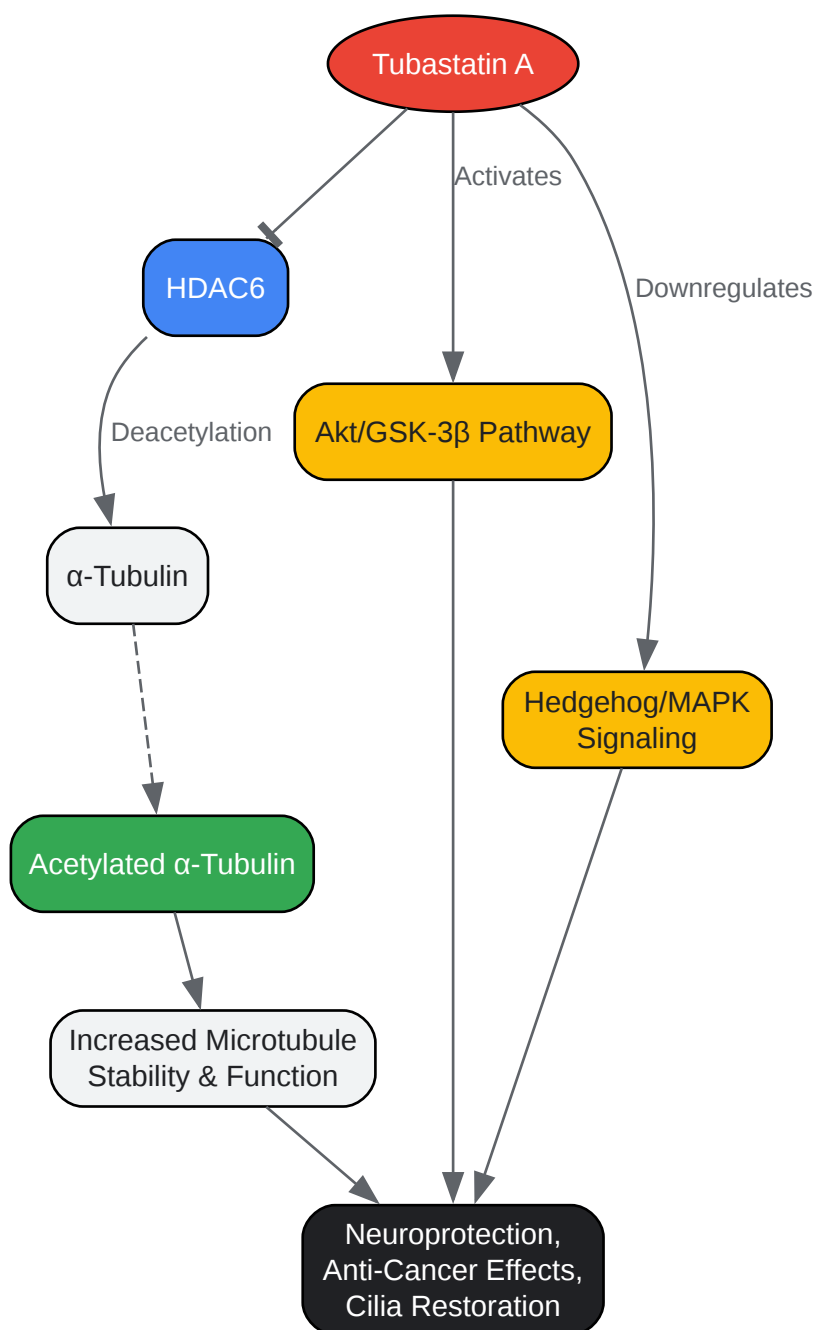 Tubastatin A
Activates
HDAC6
Downregulates
Deacetylation
Akt/GSK-3β Pathway
α-Tubulin
Hedgehog/MAPK
Signaling
Acetylated α-Tubulin
Increased Microtubule
Stability & Function
Neuroprotection,
Anti-Cancer Effects,
Cilia Restoration